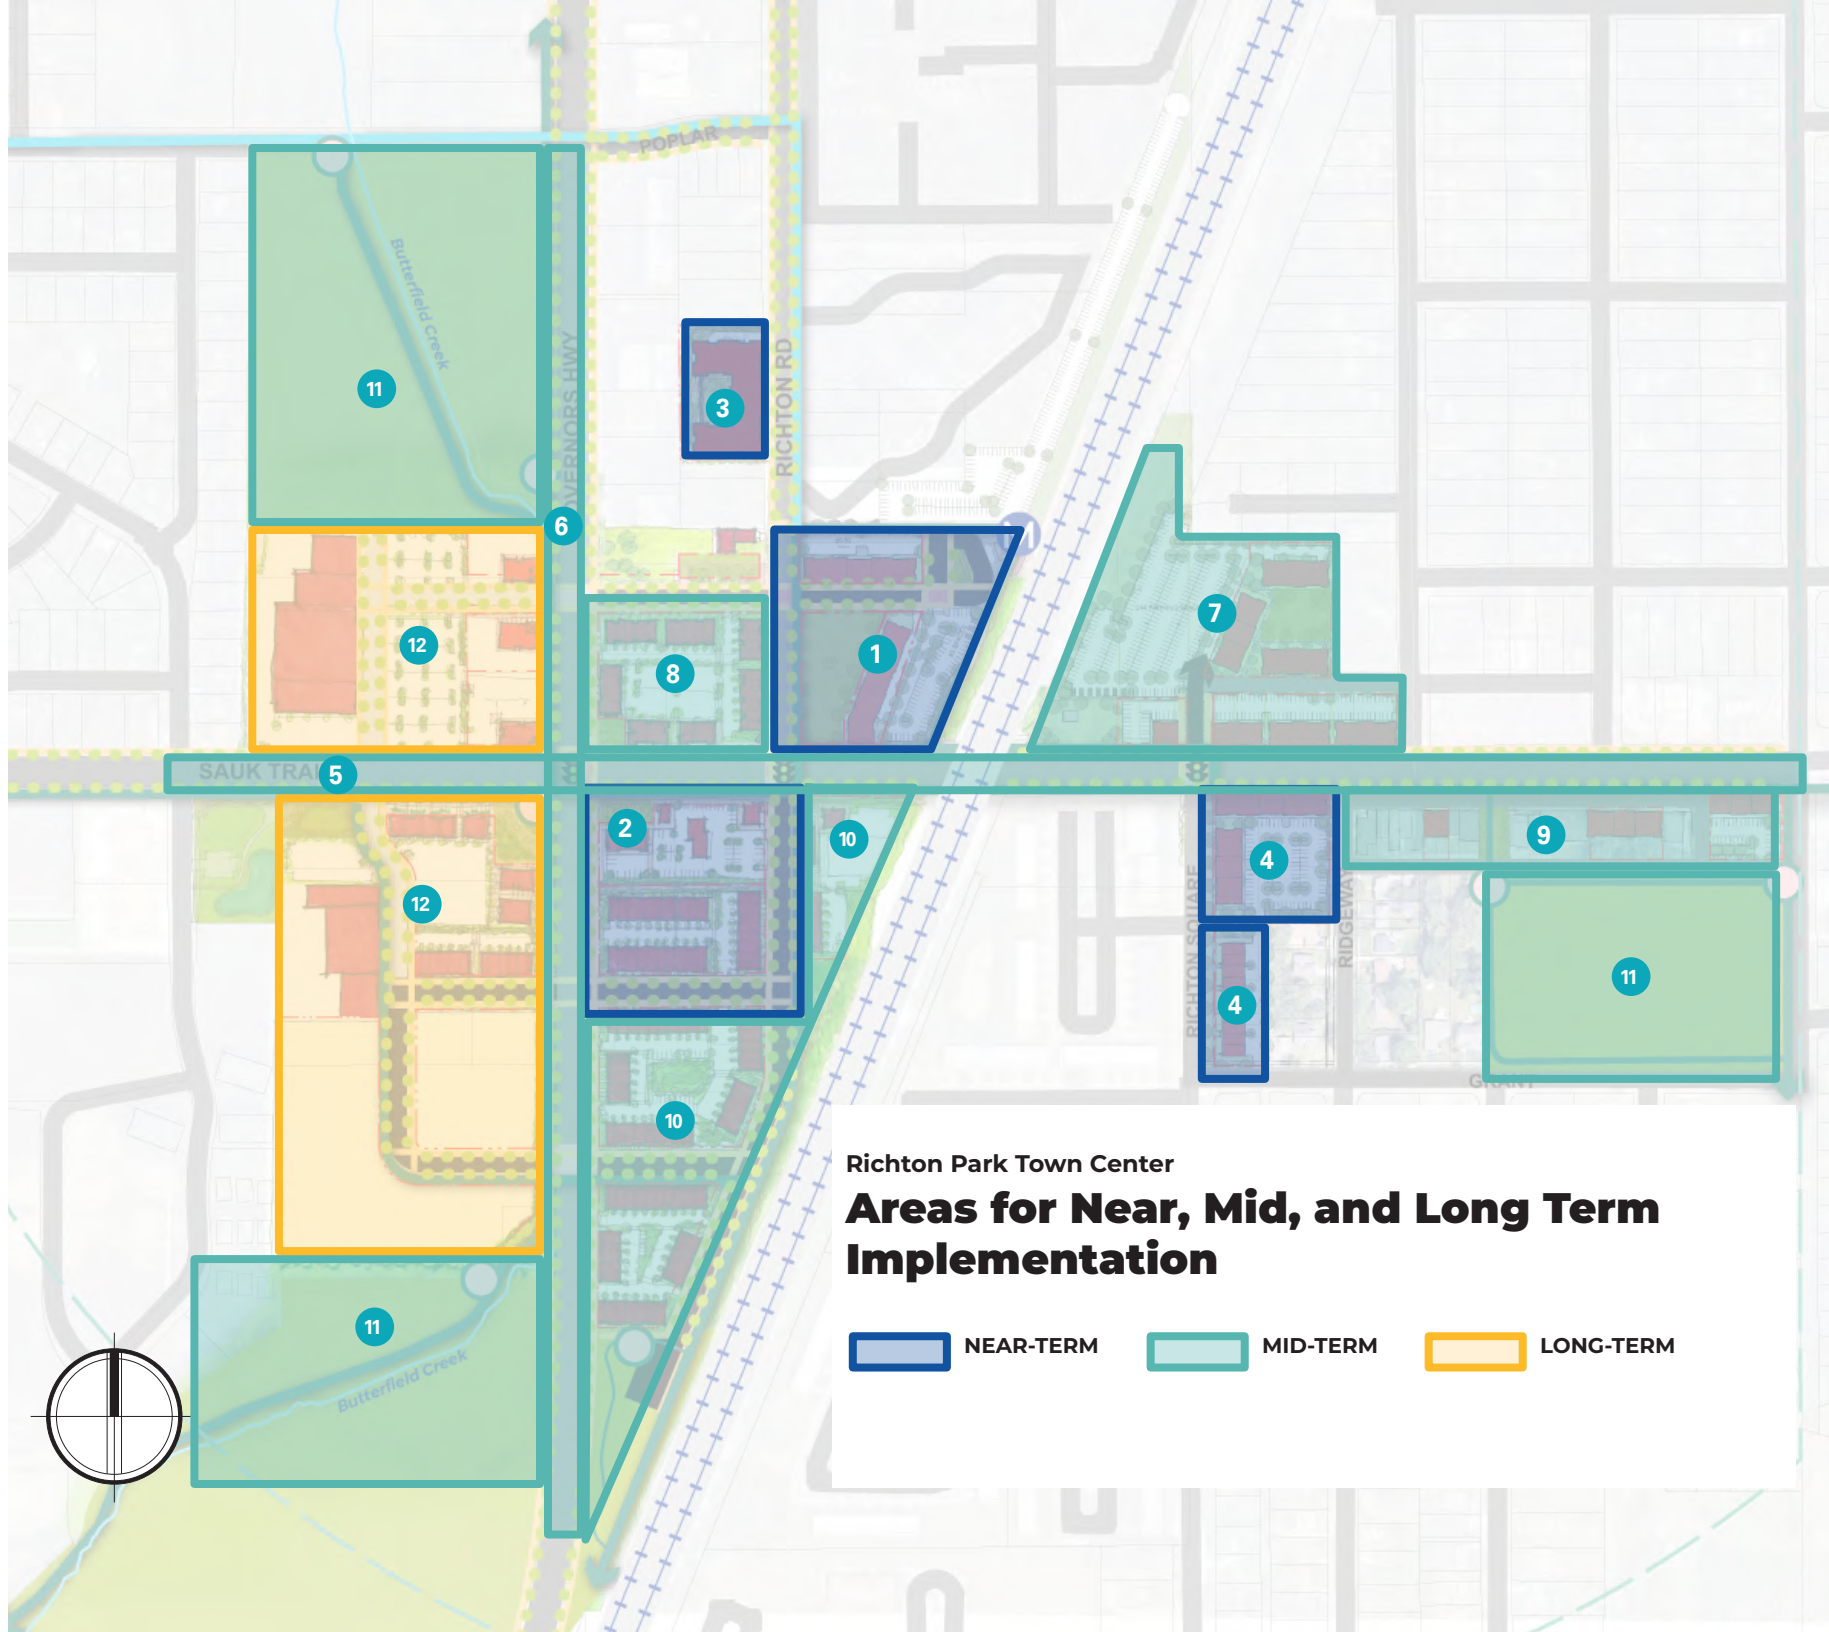 POPLAR
Butterfield Creek
11
3
RICHTON RD
6
M
12
8
1
7
SAUK TRAI
5
2
10
4
9
12
RICHTON SQUARE
RIDGEWAY
11
4
GRANT
10
Richton Park Town Center
Areas for Near, Mid, and Long Term
Implementation
NEAR-TERM
MID-TERM
LONG-TERM
11
Butterfield Creek
OVERNORS HWY